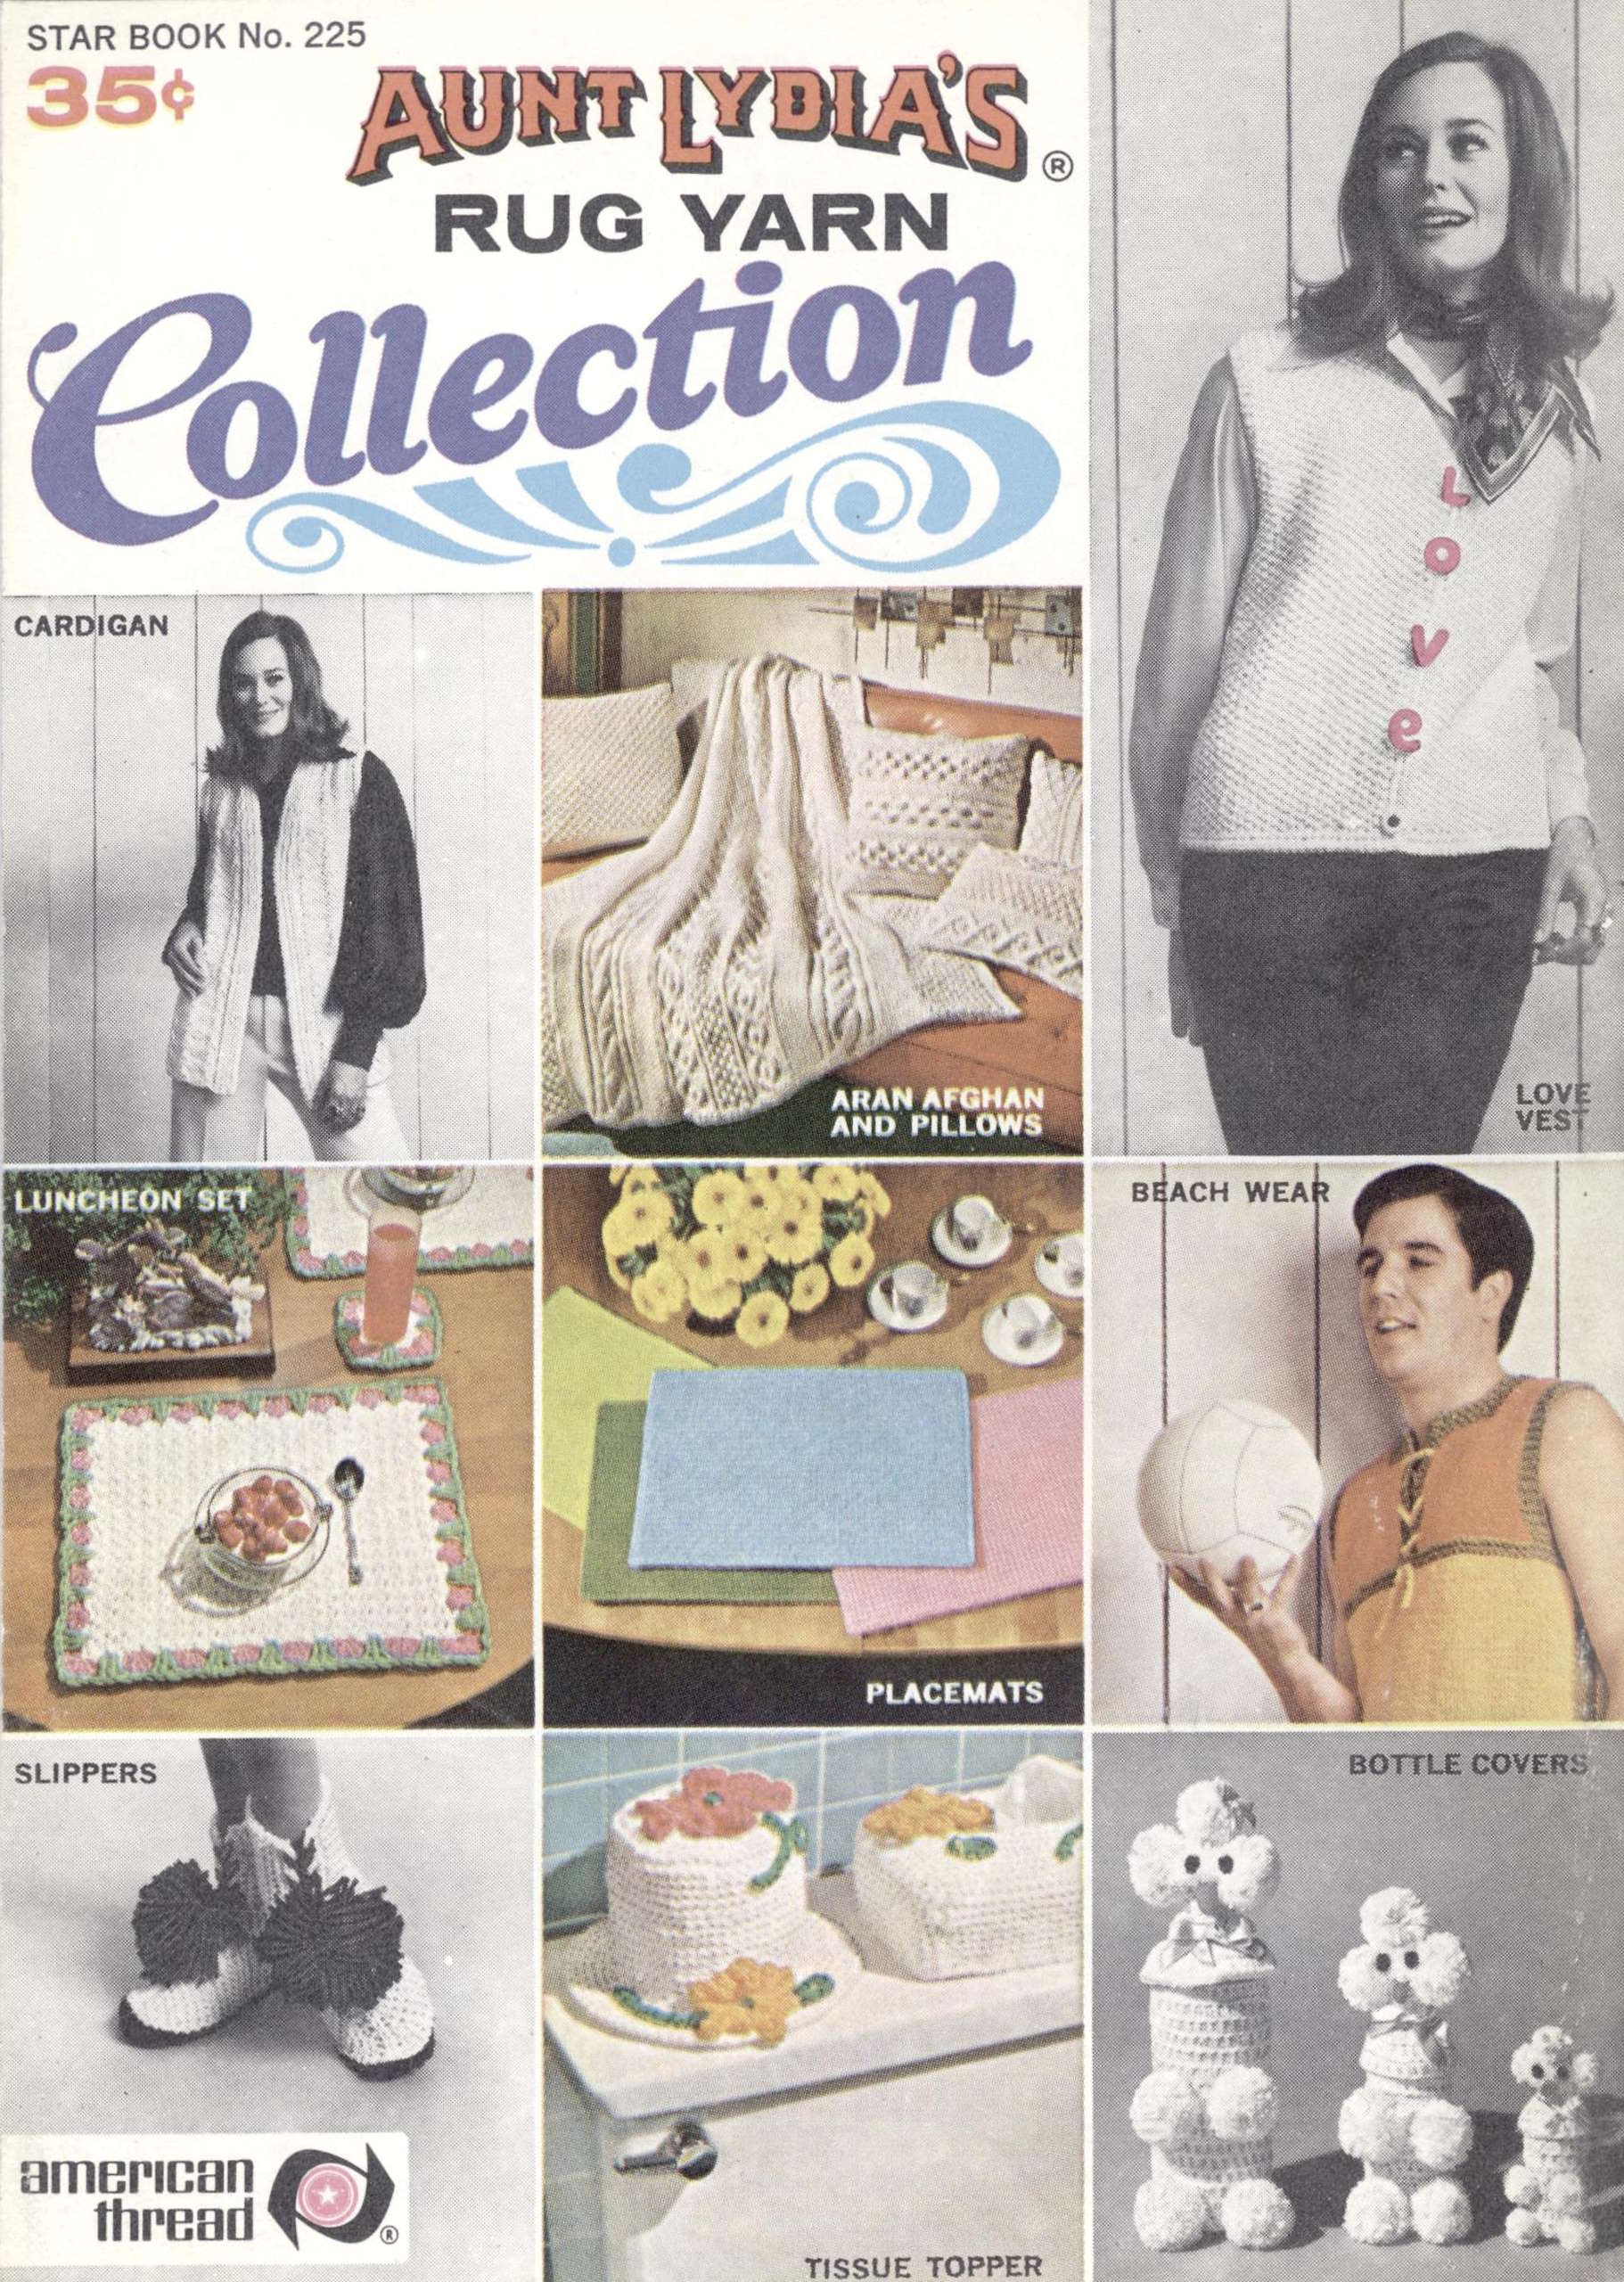 STAR BOOK No. 225
35¢
AUNT LYDIA'S®
RUG YARN
Collection
L
O
V
e
LOVE
VEST
CARDIGAN
ARAN AFGHAN
AND PILLOWS
LUNCHEON SET
PLACEMATS
BEACH WEAR
SLIPPERS
TISSUE TOPPER
BOTTLE COVERS
american
thread
®